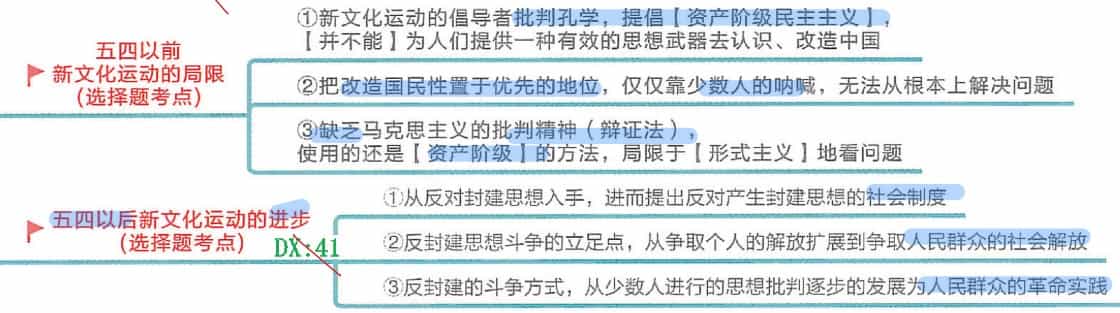 五四以前
新文化运动的局限
(选择题考点)
①新文化运动的倡导者批判孔学，提倡【资产阶级民主主义】，
【并不能】为人们提供一种有效的思想武器去认识、改造中国
②把改造国民性置于优先的地位，仅仅靠少数人的呐喊，无法从根本上解决问题
③缺乏马克思主义的批判精神（辩证法），
使用的还是【资产阶级】的方法，局限于【形式主义】地看问题
五四以后新文化运动的进步
(选择题考点)
DX:41
①从反对封建思想入手，进而提出反对产生封建思想的社会制度
②反封建思想斗争的立足点，从争取个人的解放扩展到争取人民群众的社会解放
③反封建的斗争方式，从少数人进行的思想批判逐步的发展为人民群众的革命实践